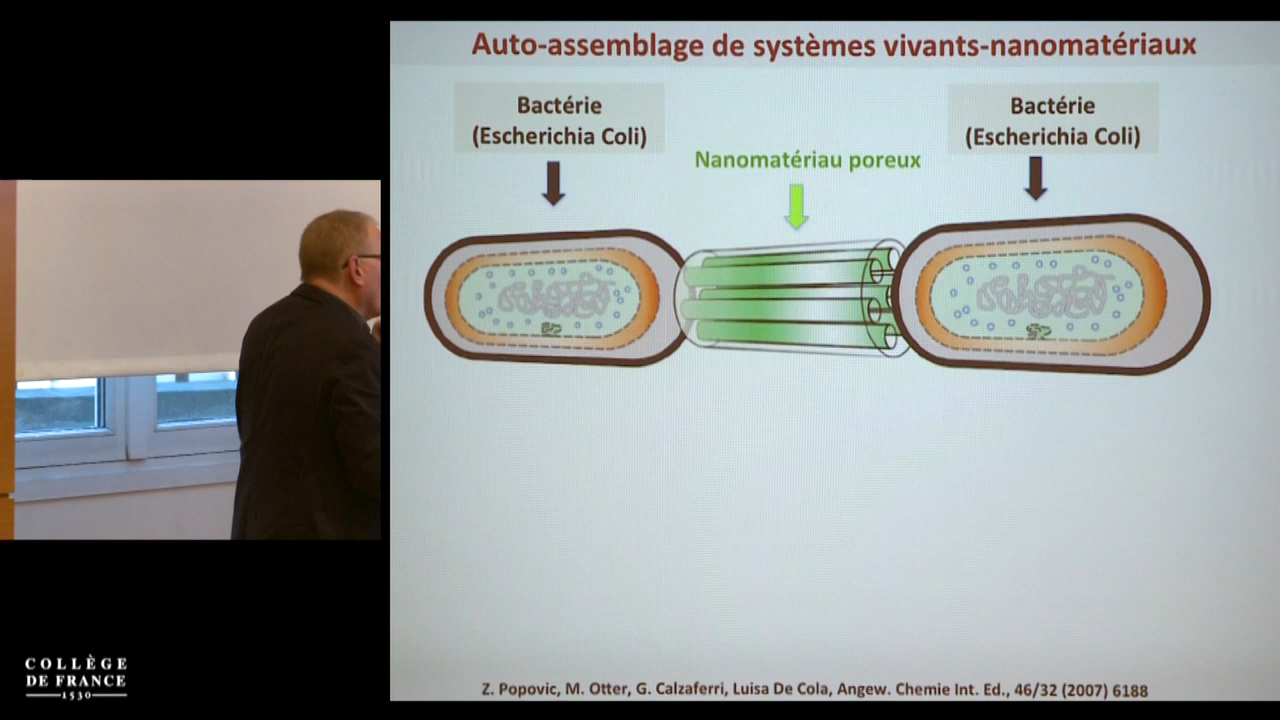 Auto-assemblage de systèmes vivants-nanomatériaux
Bactérie
(Escherichia Coli)
Nanomatériau poreux
Bactérie
(Escherichia Coli)
Z. Popovic, M. Otter, G. Calzaferri, Luisa De Cola, Angew. Chemie Int. Ed., 46/32 (2007) 6188
COLLÈGE
DE FRANCE
1530